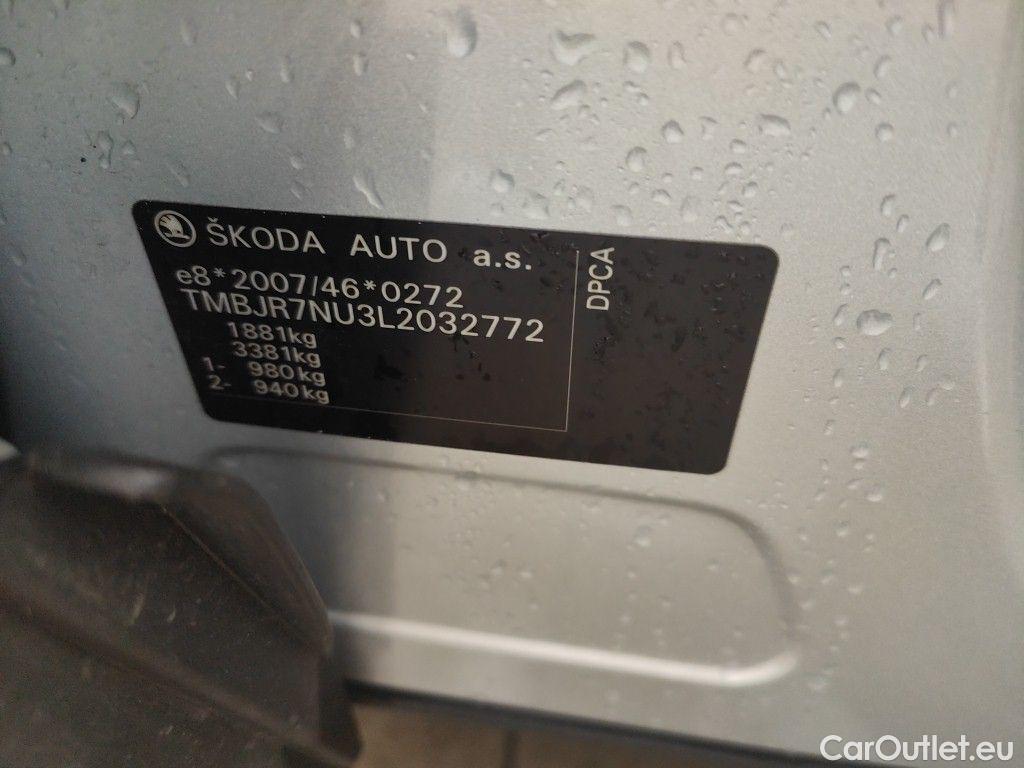 ŠKODA AUTO a.s.
e8*2007/46*0272
TMBJR7NU3L2032772
1881kg
3381kg
1- 980kg
2- 940kg
DPCA
CarOutlet.eu